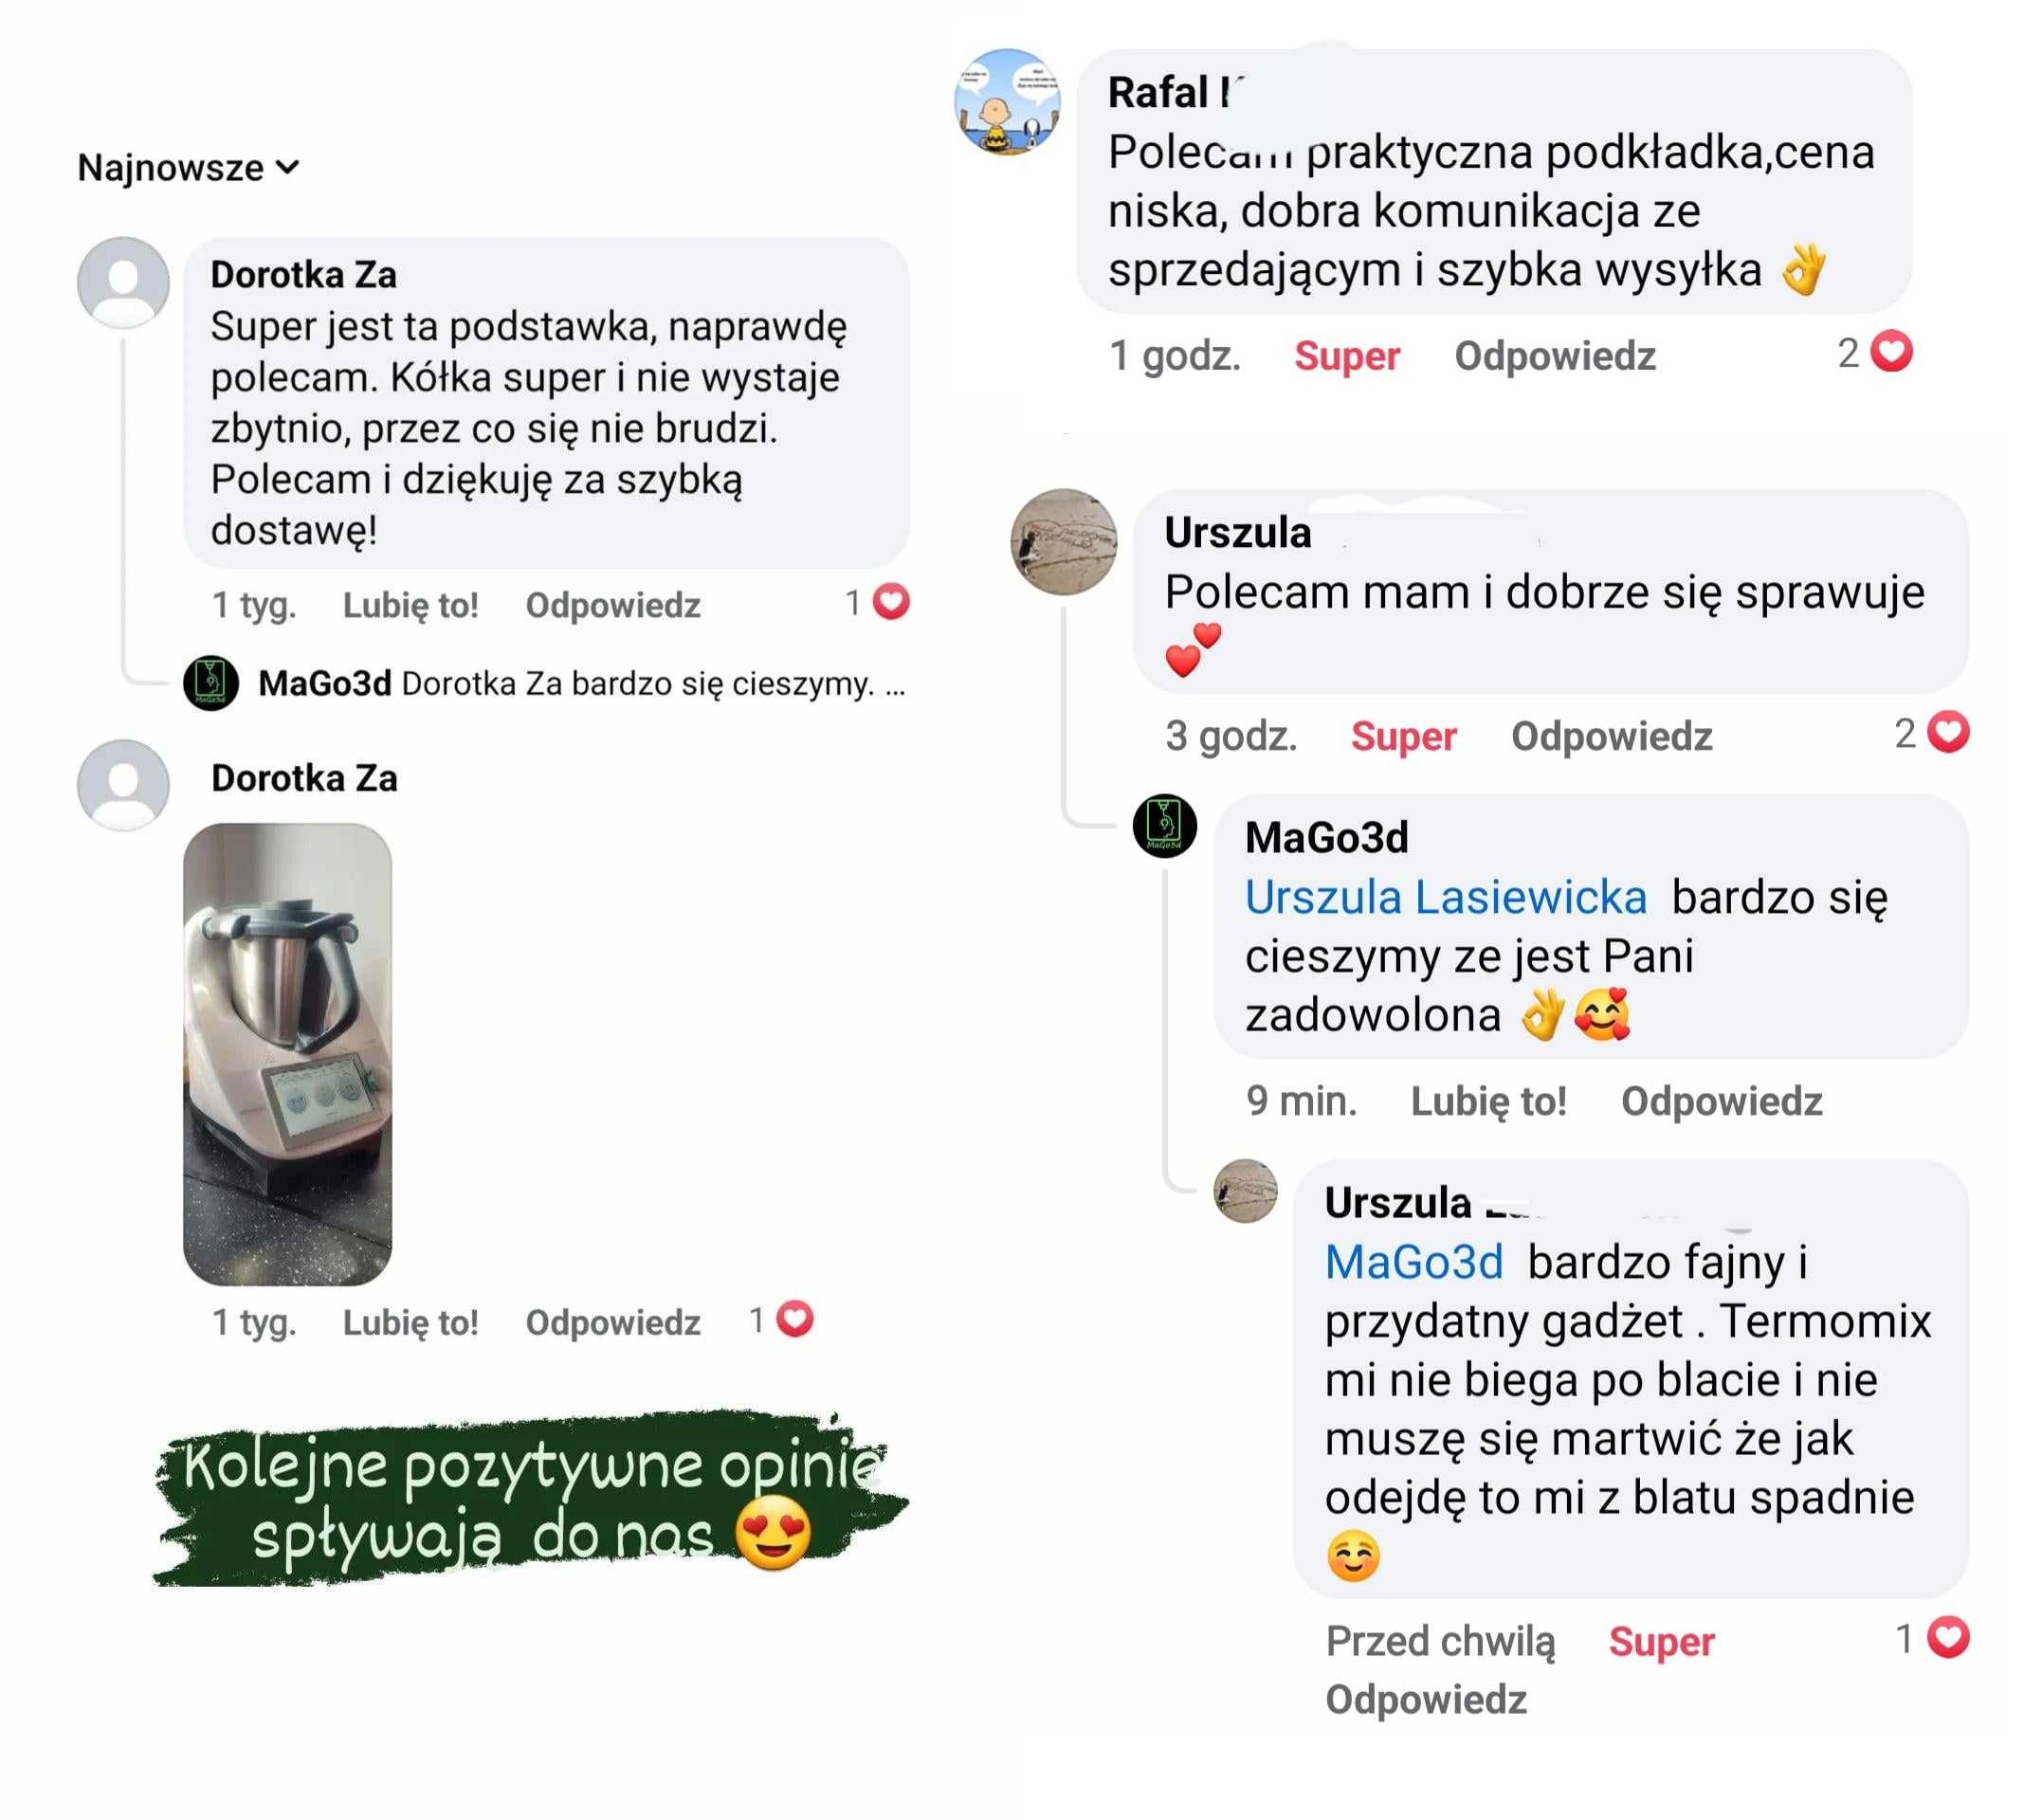 Najnowsze
Dorotka Za
Super jest ta podstawka, naprawdę
polecam. Kółka super i nie wystaje
zbytnio, przez co się nie brudzi.
Polecam i dziękuję za szybką
dostawę!
1 tyg. Lubię to! Odpowiedz 1
MaGo3d Dorotka Za bardzo się cieszymy. ...
Dorotka Za
1 tyg. Lubię to! Odpowiedz 1
Kolejne pozytywne opinie
spływają do nas 😍
Rafal
Polecam praktyczna podkładka,cena
niska, dobra komunikacja ze
sprzedającym i szybka wysyłka 👌
1 godz. Super Odpowiedz 2
Urszula
Polecam mam i dobrze się sprawuje
💕
3 godz. Super Odpowiedz 2
MaGo3d
MaGo3d
Urszula Lasiewicka bardzo się
cieszymy ze jest Pani
zadowolona 👌🥰
9 min. Lubię to! Odpowiedz
Urszula
MaGo3d bardzo fajny i
przydatny gadżet . Termomix
mi nie biega po blacie i nie
muszę się martwić że jak
odejdę to mi z blatu spadnie
☺️
Przed chwilą Super 1
Odpowiedz